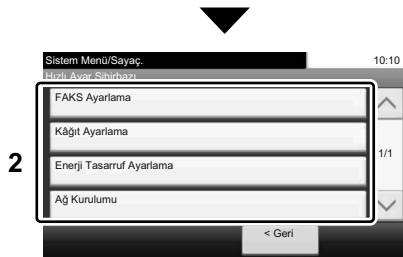 Sistem Menü/Sayaç.
10:10
Hızlı Ayar Sihirbazı
FAKS Ayarlama
Kâğıt Ayarlama
1/1
2
Enerji Tasarruf Ayarlama
Ağ Kurulumu
< Geri